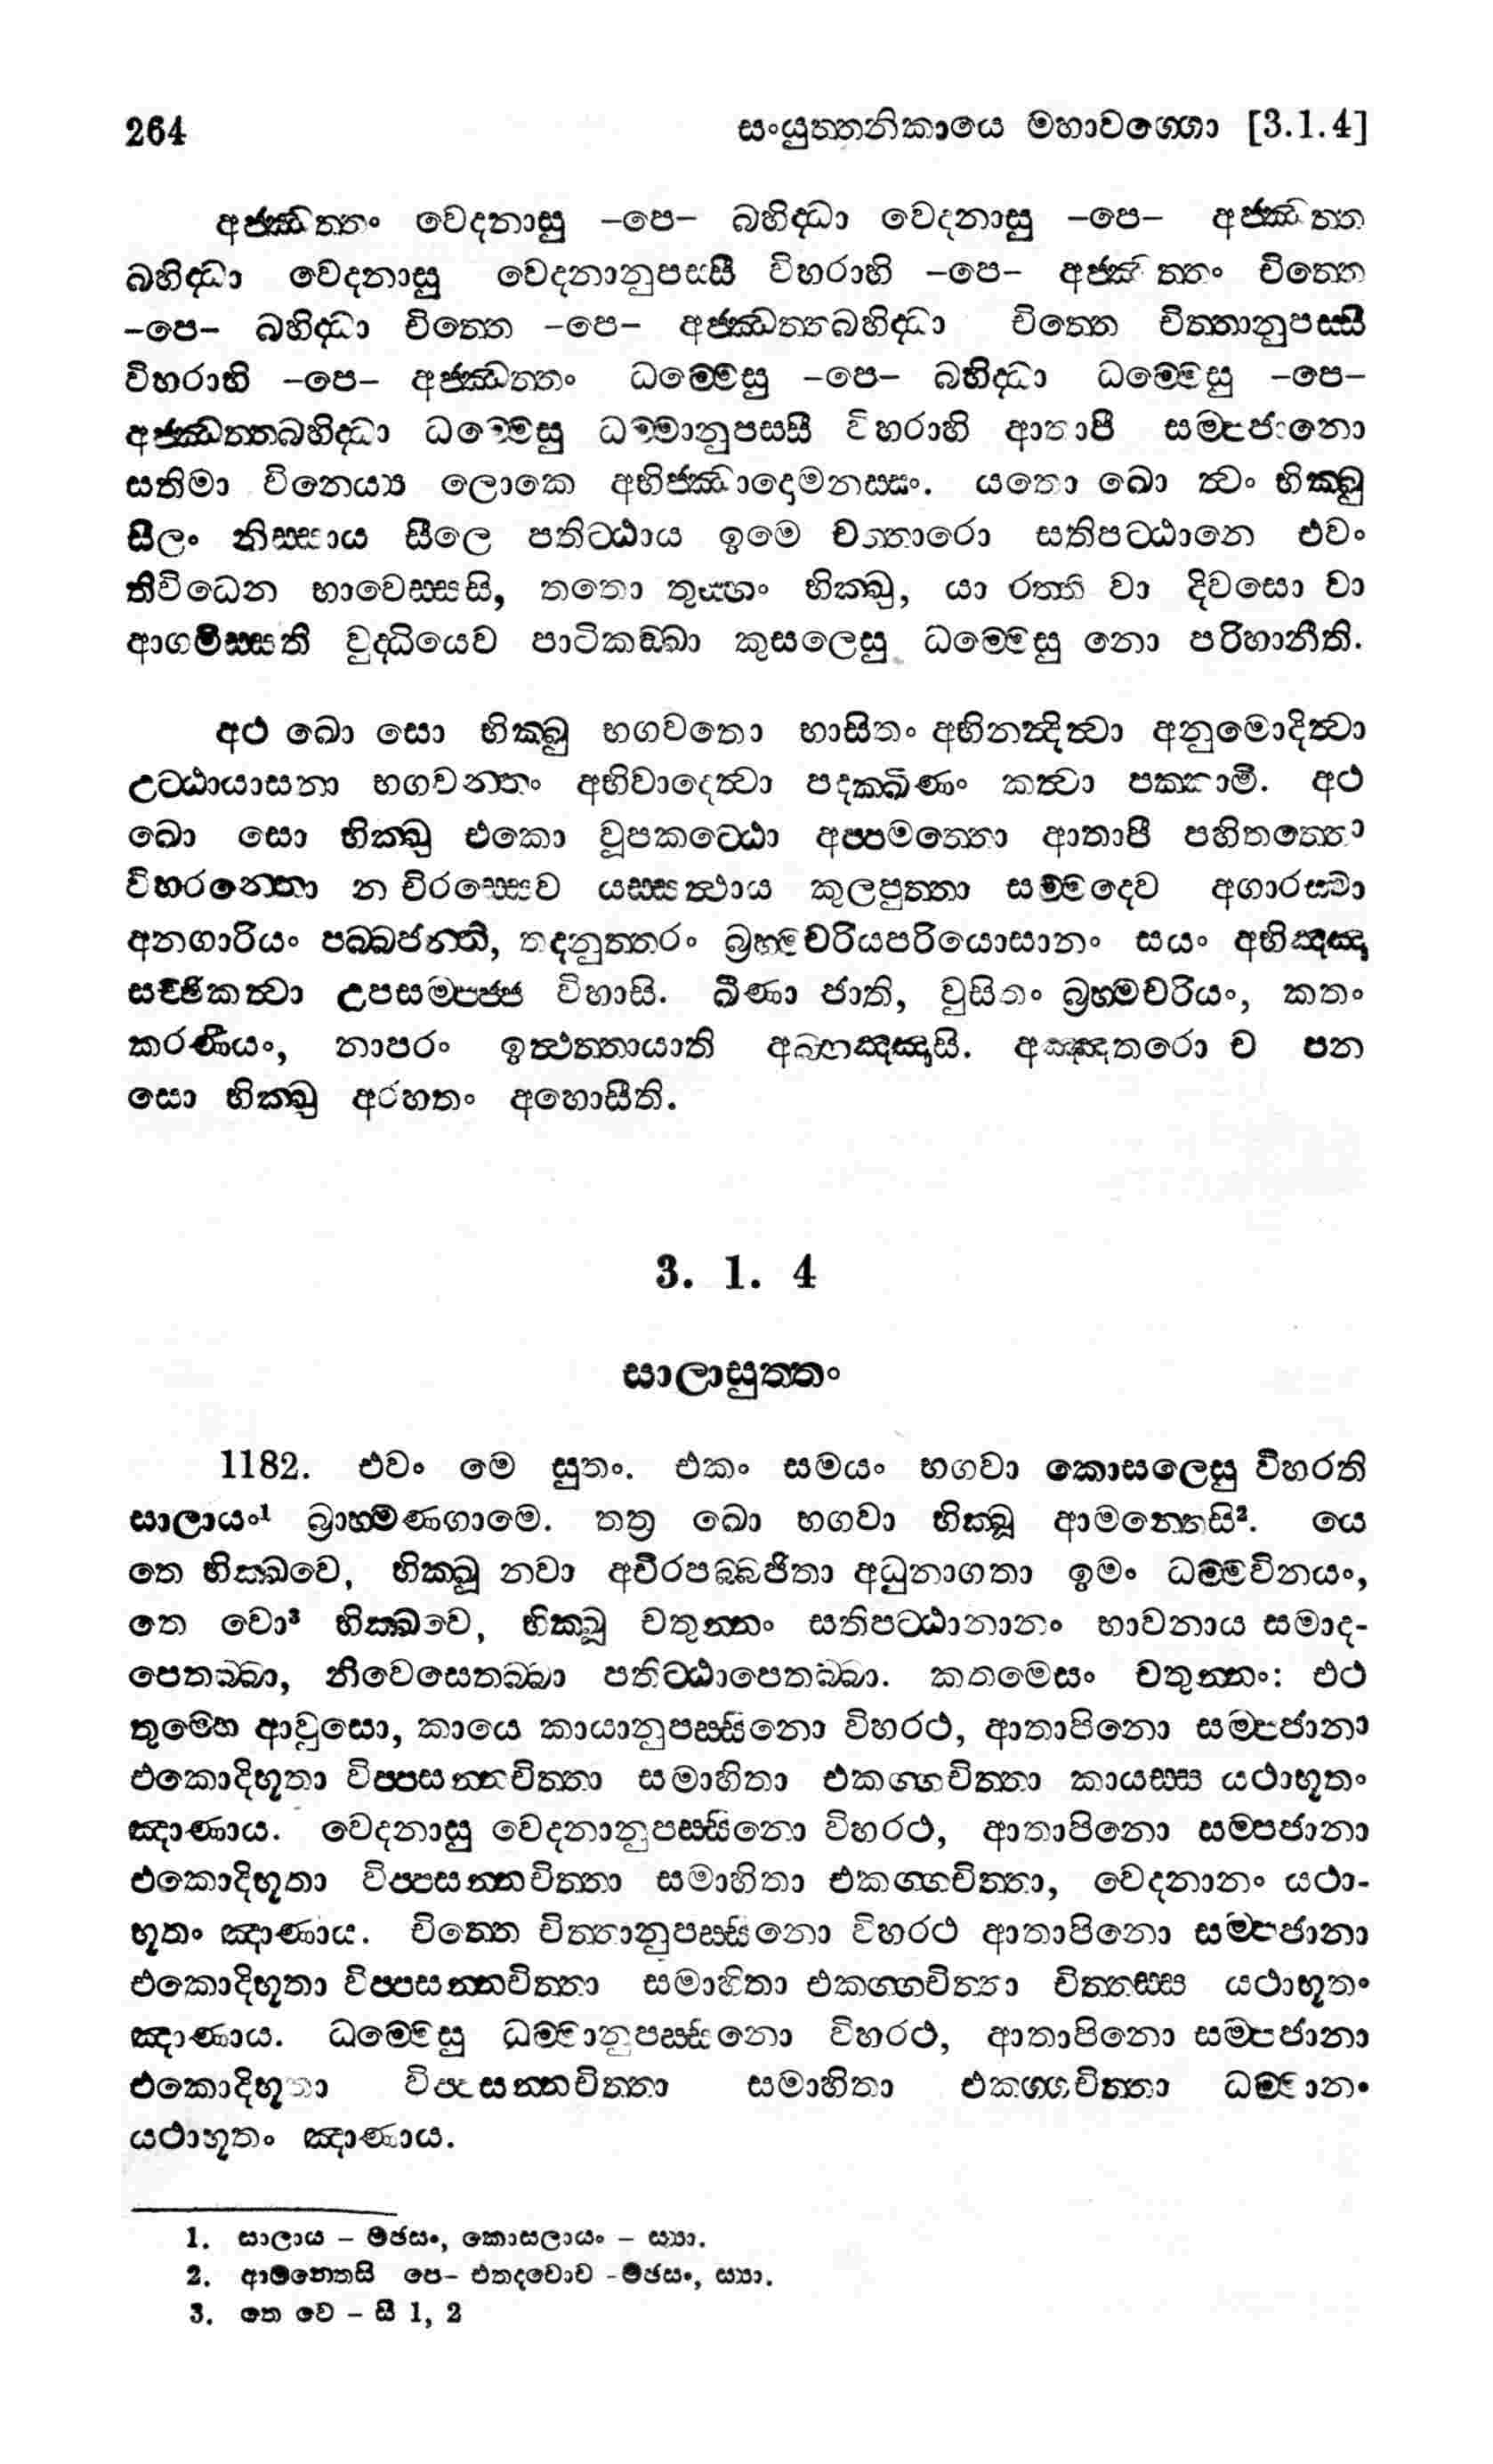 264 සංයුත්තනිකායෙ මහාවග්ගො [3.1.4]
අජ්ඣත්තං වෙදනාසු –පෙ– බහිද්ධා වෙදනාසු –පෙ– අජ්ඣත්ත
බහිද්ධා වෙදනාසු වෙදනානුපස්සී විහරාහි –පෙ– අජ්ඣත්තං චිත්තෙ
–පෙ– බහිද්ධා චිත්තෙ –පෙ– අජ්ඣත්තබහිද්ධා චිත්තෙ චිත්තානුපස්සී
විහරාහි –පෙ– අජ්ඣත්තං ධම්මෙසු –පෙ– බහිද්ධා ධම්මෙසු –පෙ–
අජ්ඣත්තබහිද්ධා ධම්මෙසු ධම්මානුපස්සී විහරාහි ආතාපී සම්පජානො
සතිමා විනෙය්‍ය ලොකෙ අභිජ්ඣාදොමනස්සං. යතො ඛො ත්වං භික්ඛු
සීලං නිස්සාය සීලෙ පතිට්ඨාය ඉමෙ චත්තාරො සතිපට්ඨානෙ එවං
තිවිධෙන භාවෙස්සසි, තතො තුය්හං භික්ඛු, යා රත්ති වා දිවසො වා
ආගමිස්සති වුද්ධියෙව පාටිකඞ්ඛා කුසලෙසු ධම්මෙසු නො පරිහානීති.
අථ ඛො සො භික්ඛු භගවතො භාසිතං අභිනන්දිත්වා අනුමොදිත්වා
උට්ඨායාසනා භගවන්තං අභිවාදෙත්වා පදක්ඛිණං කත්වා පක්කාමි. අථ
ඛො සො භික්ඛු එකො වූපකට්ඨො අප්පමත්තො ආතාපී පහිතත්තො
විහරන්තො න චිරස්සෙව යස්සත්ථාය කුලපුත්තා සම්මදෙව අගාරස්මා
අනගාරියං පබ්බජන්ති, තදනුත්තරං බ්‍රහ්මචරියපරියොසානං සයං අභිඤ්ඤා
සච්ඡිකත්වා උපසම්පජ්ජ විහාසි. ඛීණා ජාති, වුසිතං බ්‍රහ්මචරියං, කතං
කරණීයං, නාපරං ඉත්ථත්තායාති අබ්භඤ්ඤාසි. අඤ්ඤතරො ච පන
සො භික්ඛු අරහතං අහොසීති.
3. 1. 4
සාලාසුත්තං
1182. එවං මෙ සුතං. එකං සමයං භගවා කොසලෙසු විහරති
සාලායං¹ බ්‍රාහ්මණගාමෙ. තත්‍ර ඛො භගවා භික්ඛූ ආමන්තෙසි². යෙ
තෙ භික්ඛවෙ, භික්ඛූ නවා අචිරපබ්බජිතා අධුනාගතා ඉමං ධම්මවිනයං,
තෙ වො³ භික්ඛවෙ, භික්ඛූ චතුන්නං සතිපට්ඨානානං භාවනාය සමාද-
පෙතබ්බා, නිවෙසෙතබ්බා පතිට්ඨාපෙතබ්බා. කතමෙසං චතුන්නං: එථ
තුම්හෙ ආවුසො, කායෙ කායානුපස්සිනො විහරථ, ආතාපිනො සම්පජානා
එකොදිභූතා විප්පසන්නචිත්තා සමාහිතා එකග්ගචිත්තා කායස්ස යථාභූතං
ඤාණාය. වෙදනාසු වෙදනානුපස්සිනො විහරථ, ආතාපිනො සම්පජානා
එකොදිභූතා විප්පසන්නචිත්තා සමාහිතා එකග්ගචිත්තා, වෙදනානං යථා-
භූතං ඤාණාය. චිත්තෙ චිත්තානුපස්සිනො විහරථ ආතාපිනො සම්පජානා
එකොදිභූතා විප්පසන්නචිත්තා සමාහිතා එකග්ගචිත්තා චිත්තස්ස යථාභූතං
ඤාණාය. ධම්මෙසු ධම්මානුපස්සිනො විහරථ, ආතාපිනො සම්පජානා
එකොදිභූතා විප්පසන්නචිත්තා සමාහිතා එකග්ගචිත්තා ධම්මානං
යථාභූතං ඤාණාය.
1. සාලාය – මඡසං, කොසලායං – ස්‍යා.
2. ආමන්තෙසි පෙ– එතදවොච –මඡසං, ස්‍යා.
3. තෙ වෙ – සී 1, 2